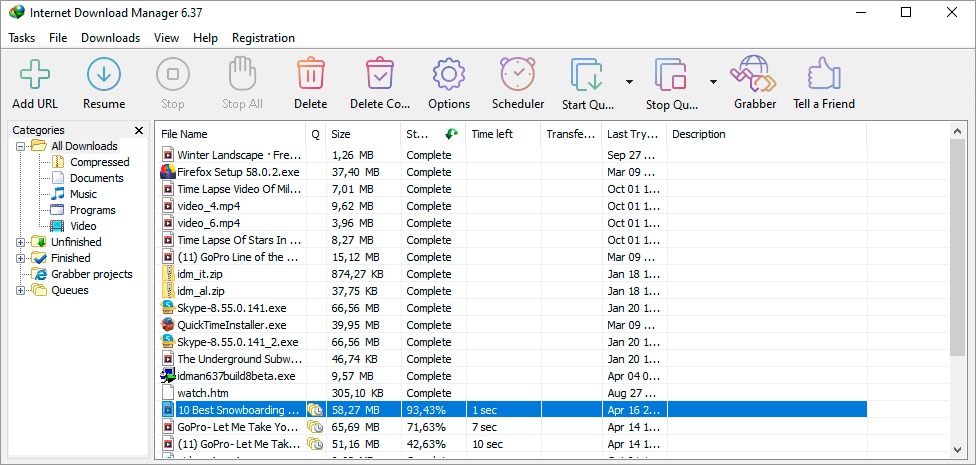 Internet Download Manager 6.37
Tasks File Downloads View Help Registration
Add URL Resume Stop Stop All Delete Delete Co... Options Scheduler Start Qu... Stop Qu... Grabber Tell a Friend
Categories
All Downloads
Compressed
Documents
Music
Programs
Video
Unfinished
Finished
Grabber projects
Queues
File Name Q Size St... Time left Transfe... Last Try... Description
Winter Landscape · Fre... 1,26 MB Complete Sep 27 ...
Firefox Setup 58.0.2.exe 37,40 MB Complete Mar 09 ...
Time Lapse Video Of Mil... 7,01 MB Complete Oct 01 1...
video_4.mp4 9,62 MB Complete Oct 01 1...
video_6.mp4 3,96 MB Complete Oct 01 1...
Time Lapse Of Stars In ... 8,27 MB Complete Oct 01 1...
(11) GoPro Line of the ... 15,12 MB Complete Mar 09 ...
idm_it.zip 874,27 KB Complete Jan 18 1...
idm_al.zip 37,75 KB Complete Jan 18 1...
Skype-8.55.0.141.exe 66,56 MB Complete Jan 20 1...
QuickTimeInstaller.exe 39,95 MB Complete Mar 09 ...
Skype-8.55.0.141_2.exe 66,56 MB Complete Jan 20 1...
The Underground Subw... 46,74 KB Complete Jan 20 1...
idman637build8beta.exe 9,57 MB Complete Apr 04 0...
watch.htm 305,10 KB Complete Aug 27 ...
10 Best Snowboarding ... 58,27 MB 93,43% 1 sec Apr 16 2...
GoPro- Let Me Take Yo... 65,69 MB 71,63% 7 sec Apr 14 1...
(11) GoPro- Let Me Tak... 51,16 MB 42,63% 10 sec Apr 14 1...